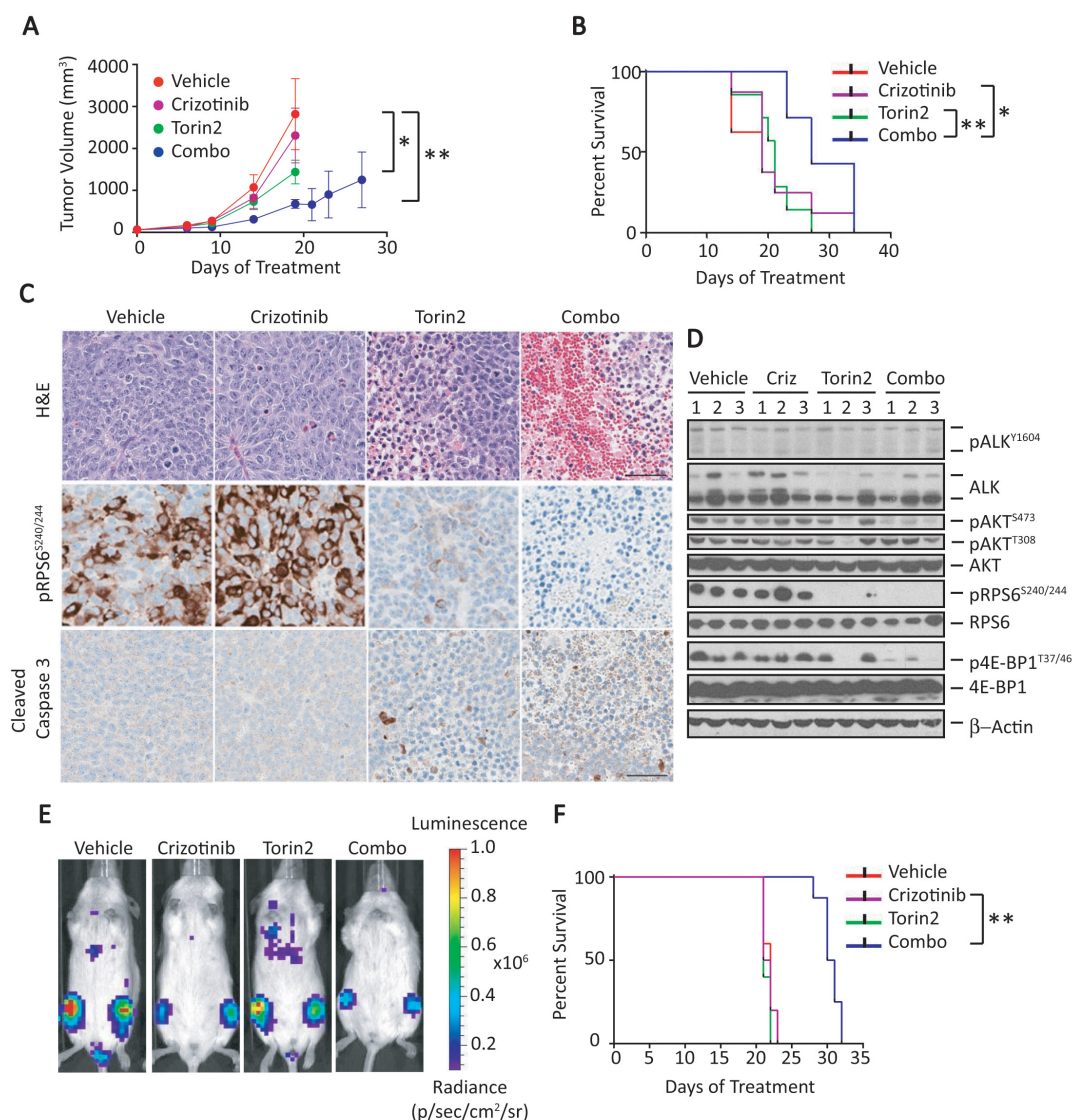 A
Tumor Volume (mm³)
4000
3000
2000
1000
0
Vehicle
Crizotinib
Torin2
Combo
*
**
0
10
20
30
Days of Treatment
B
Percent Survival
100
50
0
Vehicle
Crizotinib
Torin2
Combo
**
*
0
10
20
30
40
Days of Treatment
C
Vehicle
Crizotinib
Torin2
Combo
H&E
pRPS6S240/244
Cleaved
Caspase 3
D
Vehicle Criz Torin2 Combo
1 2 3 1 2 3 1 2 3 1 2 3
pALKY1604
ALK
pAKTS473
pAKTT308
AKT
pRPS6S240/244
RPS6
p4E-BP1T37/46
4E-BP1
β–Actin
E
Vehicle
Crizotinib
Torin2
Combo
Luminescence
1.0
0.8
0.6
x10⁶
0.4
0.2
Radiance
(p/sec/cm²/sr)
F
Percent Survival
100
50
0
Vehicle
Crizotinib
Torin2
Combo
**
0
5
10
15
20
25
30
35
Days of Treatment